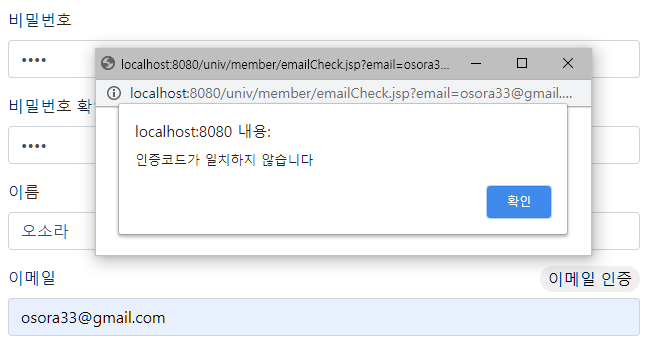 비밀번호
••••
localhost:8080/univ/member/emailCheck.jsp?email=osora3...
localhost:8080/univ/member/emailCheck.jsp?email=osora33@gmail....
비밀번호 확
••••
localhost:8080 내용:
인증코드가 일치하지 않습니다
확인
이름
오소라
이메일
이메일 인증
osora33@gmail.com